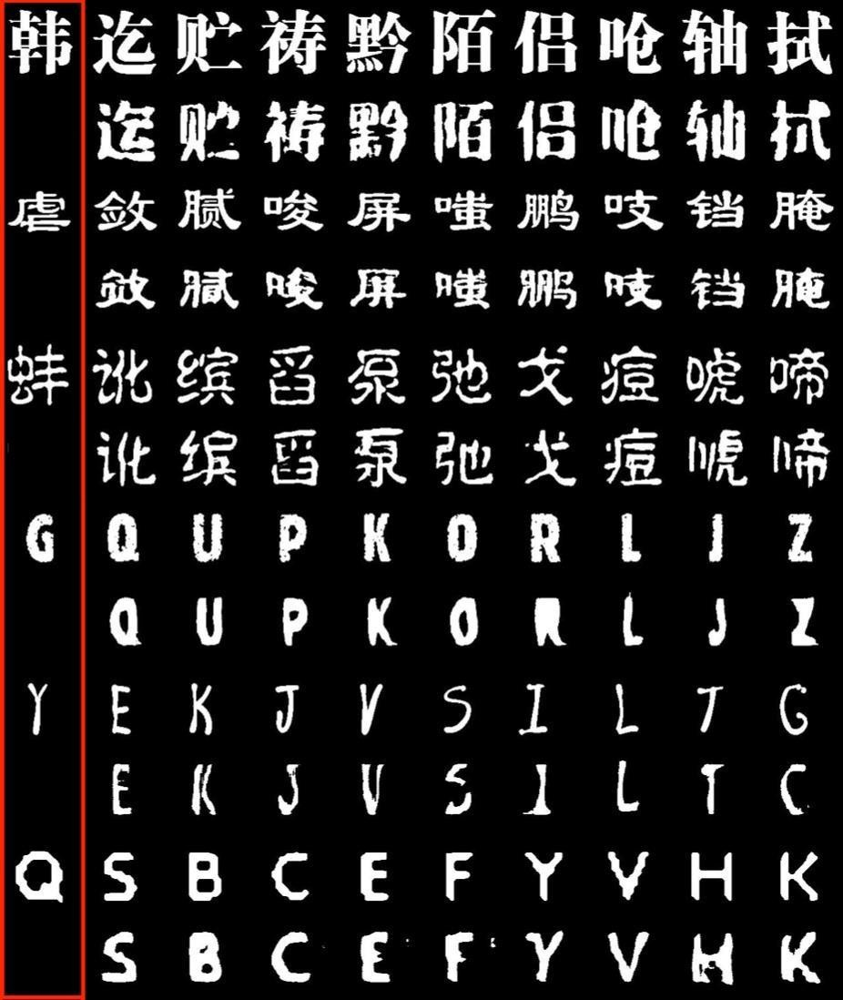 韩 迄 贮 祷 黔 陌 侣 呛 轴 拭
迄 贮 祷 黔 陌 侣 呛 轴 拭
虐 敛 腻 唆 屏 嗤 鹏 吱 铛 腌
敛 腻 唆 屏 嗤 鹏 吱 铛 腌
蚌 讹 缤 舀 泵 弛 戈 痘 唬 啼
讹 缤 舀 泵 弛 戈 痘 唬 啼
G Q U P K O R L J Z
Q U P K O R L J Z
Y E K J V S I L T G
E K J V S I L T C
Q S B C E F Y V H K
S B C E F Y V H K